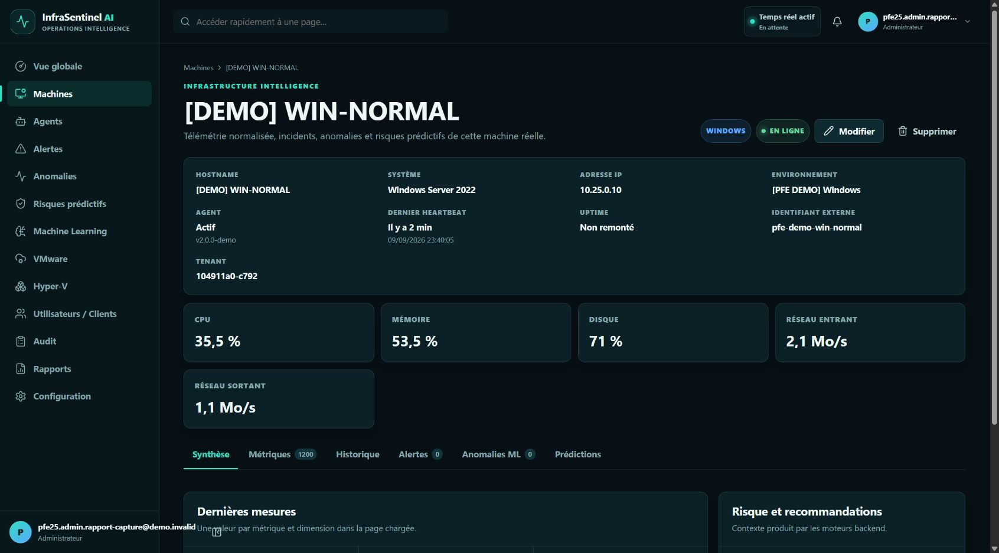 InfraSentinel AI
OPERATIONS INTELLIGENCE
Accéder rapidement à une page...
Temps réel actif
En attente
P
pfe25.admin.rappor...
Administrateur
Vue globale
Machines
Agents
Alertes
Anomalies
Risques prédictifs
Machine Learning
VMware
Hyper-V
Utilisateurs / Clients
Audit
Rapports
Configuration
P
pfe25.admin.rapport-capture@demo.invalid
Administrateur
Machines > [DEMO] WIN-NORMAL
INFRASTRUCTURE INTELLIGENCE
[DEMO] WIN-NORMAL
Télémétrie normalisée, incidents, anomalies et risques prédictifs de cette machine réelle.
WINDOWS
EN LIGNE
Modifier
Supprimer
HOSTNAME
[DEMO] WIN-NORMAL
SYSTÈME
Windows Server 2022
ADRESSE IP
10.25.0.10
ENVIRONNEMENT
[PFE DEMO] Windows
AGENT
Actif
v2.0.0-demo
DERNIER HEARTBEAT
Il y a 2 min
09/09/2026 23:40:05
UPTIME
Non remonté
IDENTIFIANT EXTERNE
pfe-demo-win-normal
TENANT
104911a0-c792
CPU
35,5 %
MÉMOIRE
53,5 %
DISQUE
71 %
RÉSEAU ENTRANT
2,1 Mo/s
RÉSEAU SORTANT
1,1 Mo/s
Synthèse
Métriques 1200
Historique
Alertes 0
Anomalies ML 0
Prédictions
Dernières mesures
Une valeur par métrique et dimension dans la page chargée.
Risque et recommandations
Contexte produit par les moteurs backend.